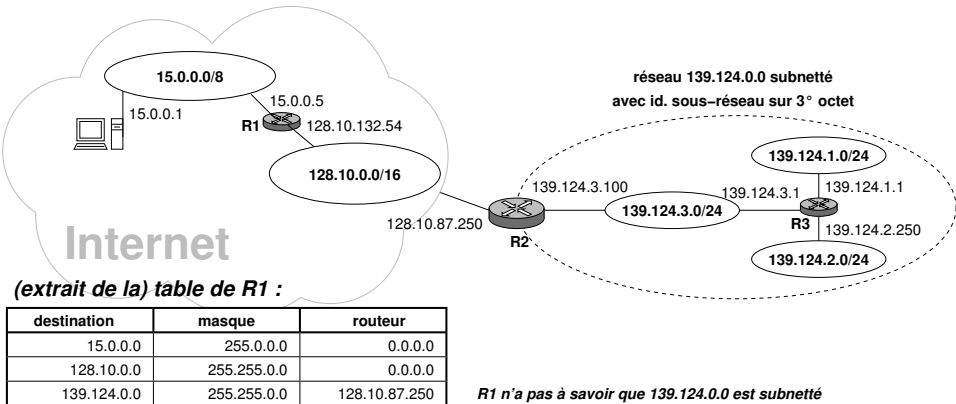 15.0.0.0/8
15.0.0.1
15.0.0.5
R1
128.10.132.54
128.10.0.0/16
128.10.87.250
Internet
réseau 139.124.0.0 subnetté
avec id. sous−réseau sur 3° octet
139.124.1.0/24
139.124.3.100
139.124.3.1
139.124.1.1
139.124.3.0/24
R2
R3
139.124.2.250
139.124.2.0/24
(extrait de la) table de R1 :
destination masque routeur
15.0.0.0 255.0.0.0 0.0.0.0
128.10.0.0 255.255.0.0 0.0.0.0
139.124.0.0 255.255.0.0 128.10.87.250
R1 n'a pas à savoir que 139.124.0.0 est subnetté